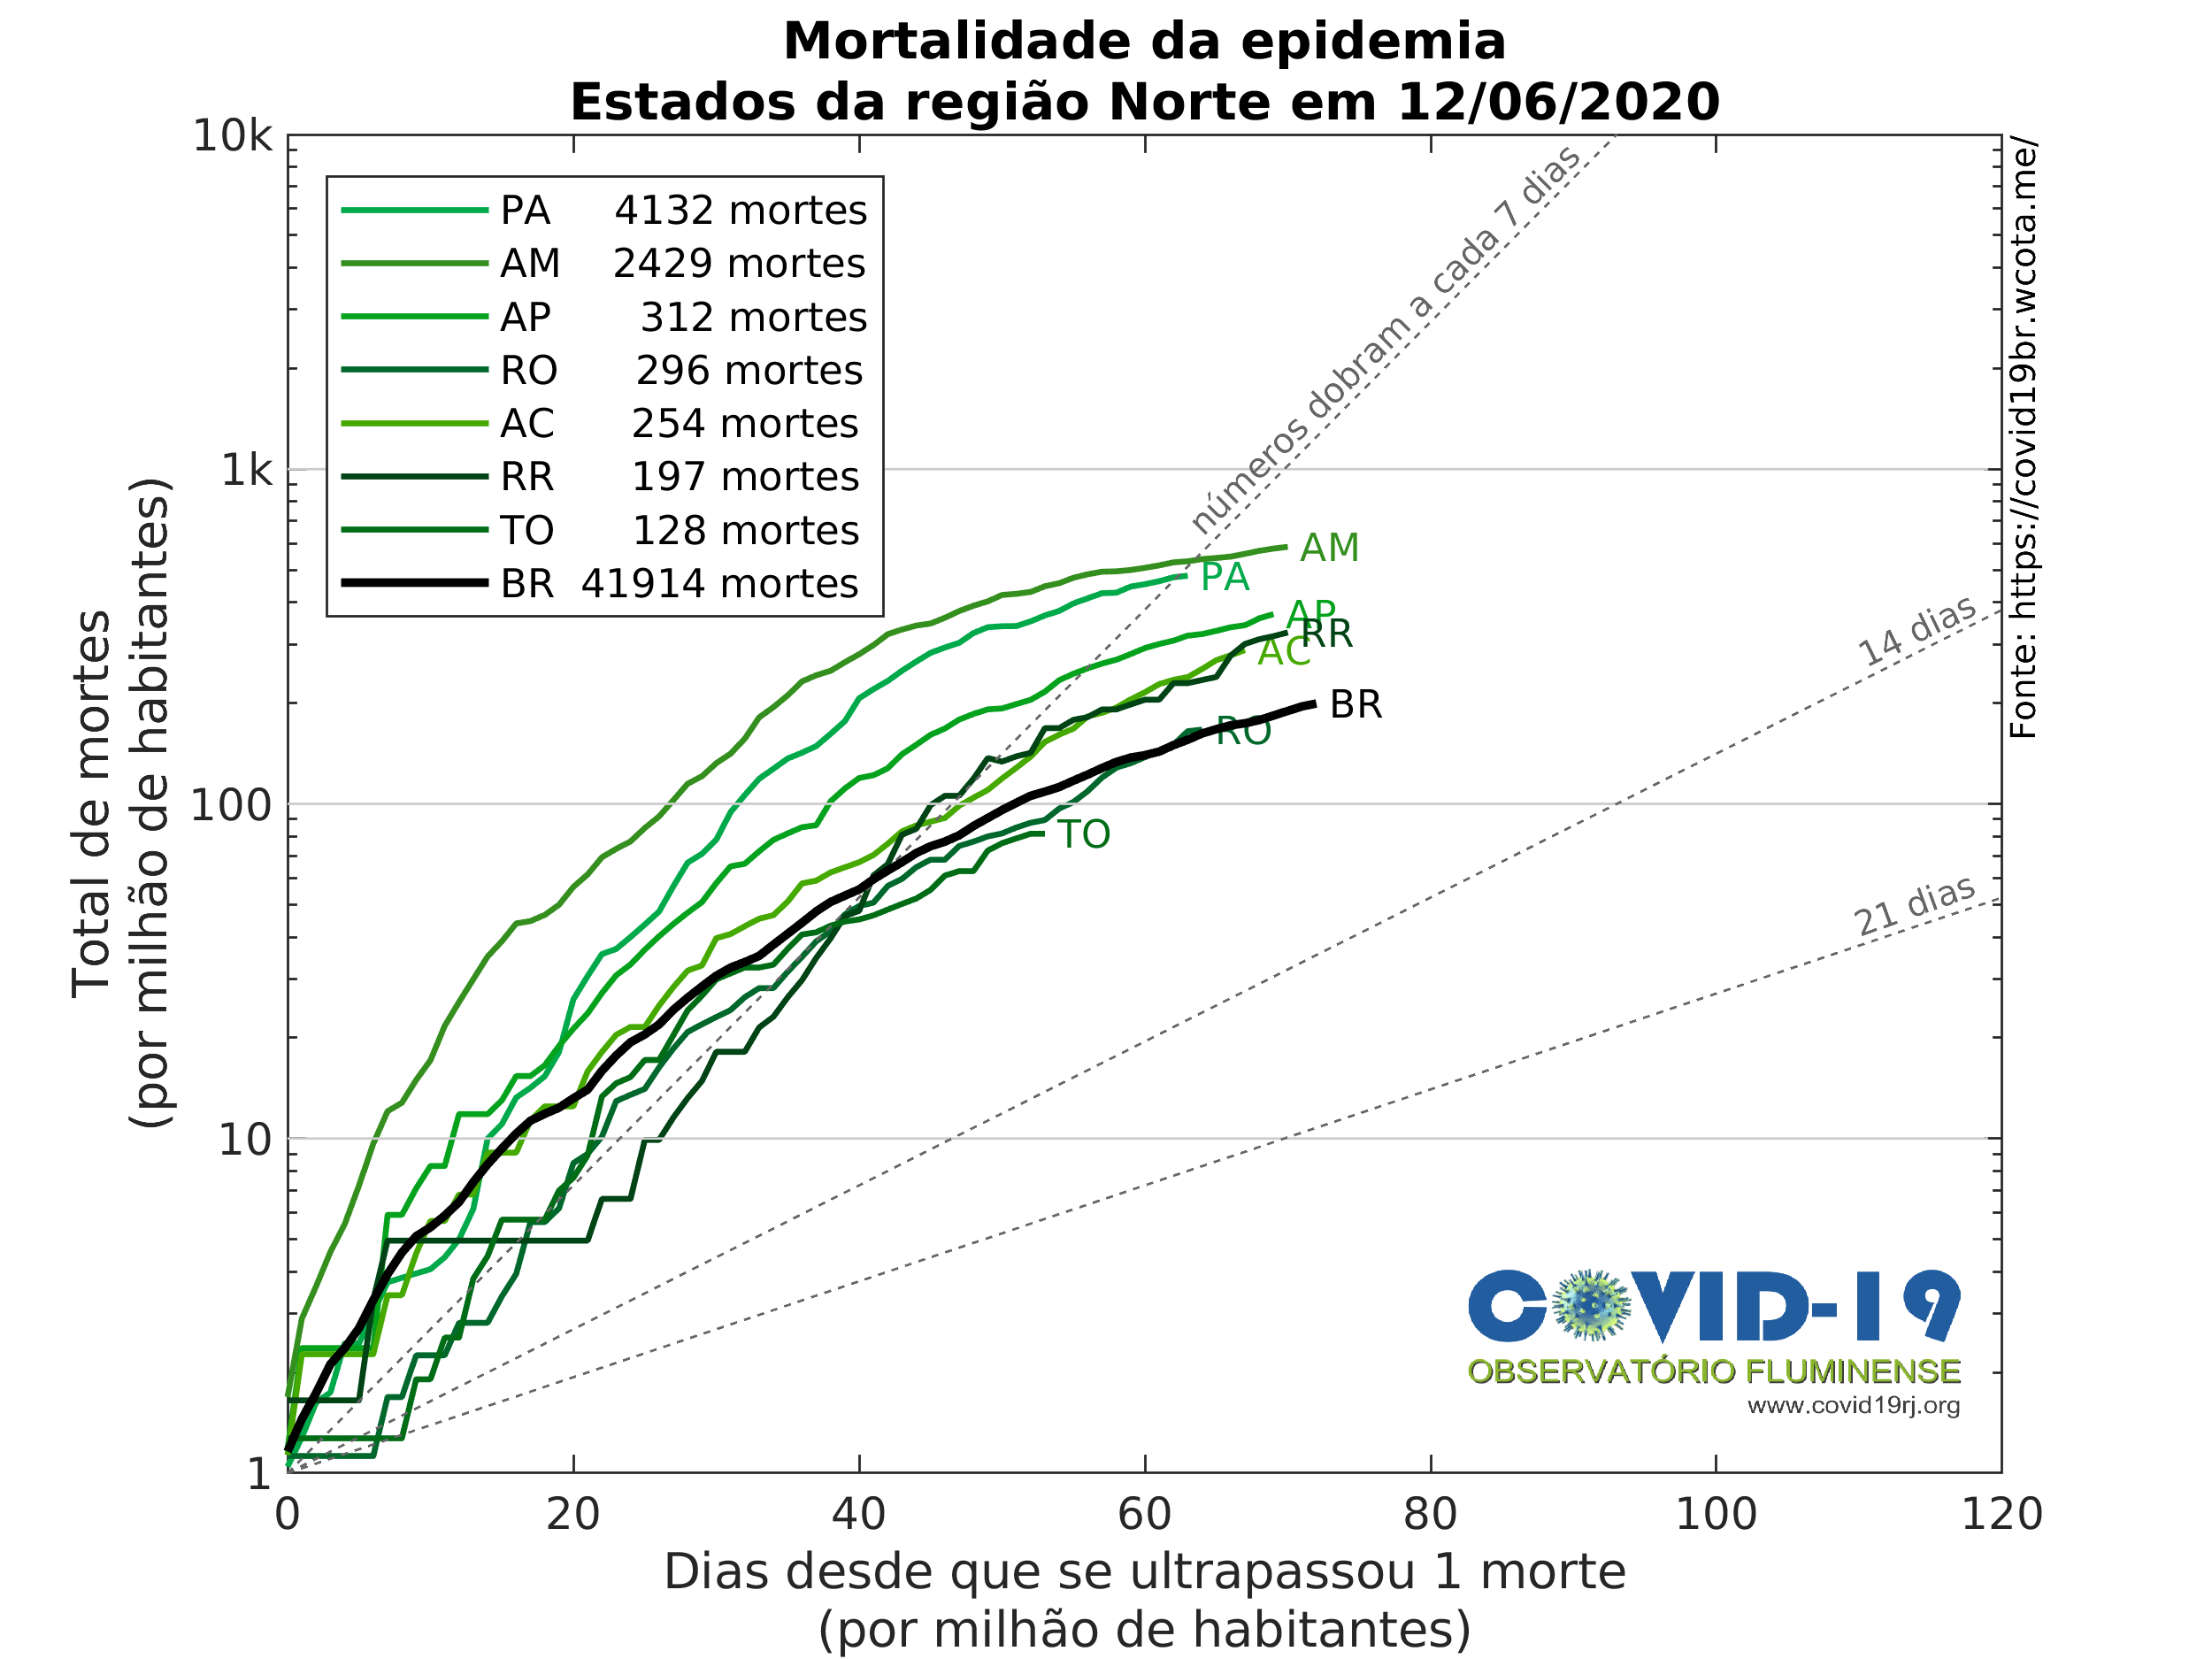 Mortalidade da epidemia
Estados da região Norte em 12/06/2020
10k
1k
100
10
1
Total de mortes
(por milhão de habitantes)
PA 4132 mortes
AM 2429 mortes
AP 312 mortes
RO 296 mortes
AC 254 mortes
RR 197 mortes
TO 128 mortes
BR 41914 mortes
números dobram a cada 7 dias
14 dias
21 dias
AM
PA
AP
RR
AC
BR
RO
TO
Fonte: https://covid19br.wcota.me/
COVID-19
OBSERVATÓRIO FLUMINENSE
www.covid19rj.org
0 20 40 60 80 100 120
Dias desde que se ultrapassou 1 morte
(por milhão de habitantes)